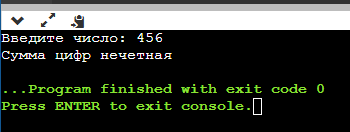 Введите число: 456
Сумма цифр нечетная
...Program finished with exit code 0
Press ENTER to exit console.